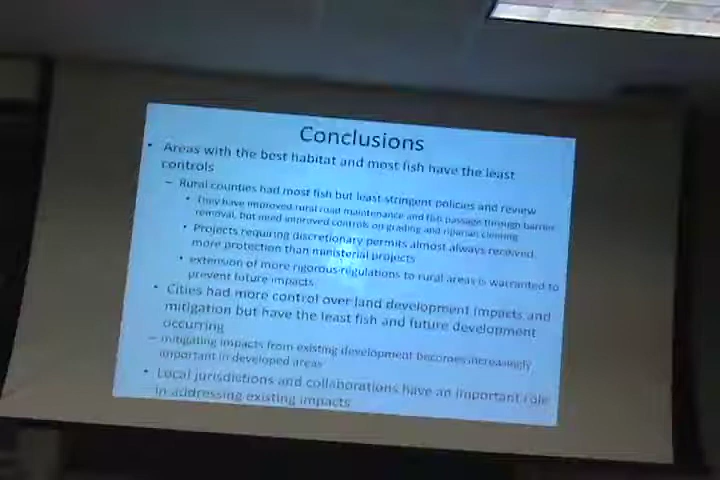 Conclusions
• Areas with the best habitat and most fish have the least
controls
– Rural counties had most fish but least stringent policies and review
• They have improved rural road maintenance and fish passage through barrier
removal, but need improved controls on grading and riparian clearing
• Projects requiring discretionary permits almost always received
more protection than ministerial projects
• extension of more rigorous regulations to rural areas is warranted to
prevent future impacts
• Cities had more control over land development impacts and
mitigation but have the least fish and future development
occurring
– mitigating impacts from existing development becomes increasingly
important in developed areas
• Local jurisdictions and collaborations have an important role
in addressing existing impacts